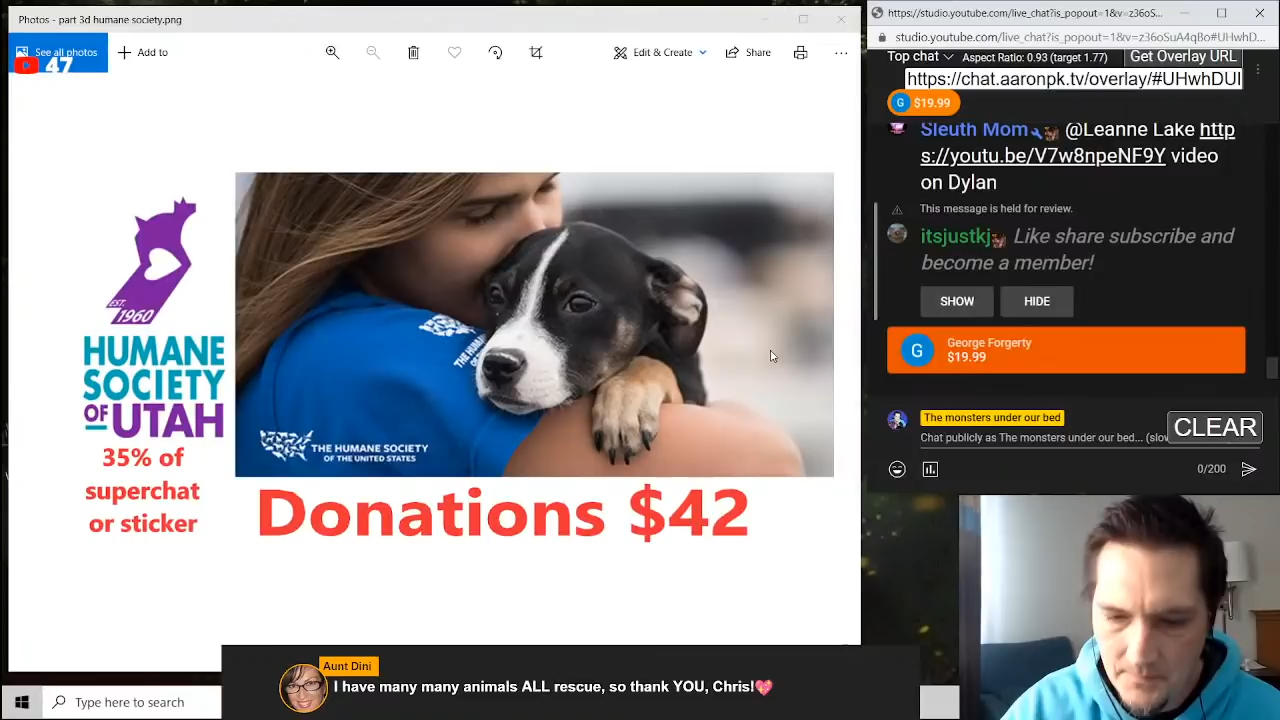 Photos - part 3d humane society.png
See all photos
Add to
Edit & Create
Share
47
EST.
1960
HUMANE
SOCIETY
OF UTAH
35% of
superchat
or sticker
THE HUMANE SOCIETY
OF THE UNITED STATES
Donations $42
Type here to search
Aunt Dini
I have many many animals ALL rescue, so thank YOU, Chris!💖
https://studio.youtube.com/live_chat?is_popout=1&v=z36oS...
studio.youtube.com/live_chat?is_popout=1&v=z36oSuA4qBo#UHwhD...
Top chat
Aspect Ratio: 0.93 (target 1.77)
Get Overlay URL
https://chat.aaronpk.tv/overlay/#UHwhDUI
G $19.99
Sleuth Mom @Leanne Lake http
s://youtu.be/V7w8npeNF9Y video
on Dylan
This message is held for review.
itsjustkj Like share subscribe and
become a member!
SHOW
HIDE
G
George Forgerty
$19.99
The monsters under our bed
CLEAR
Chat publicly as The monsters under our bed... (slow
0/200